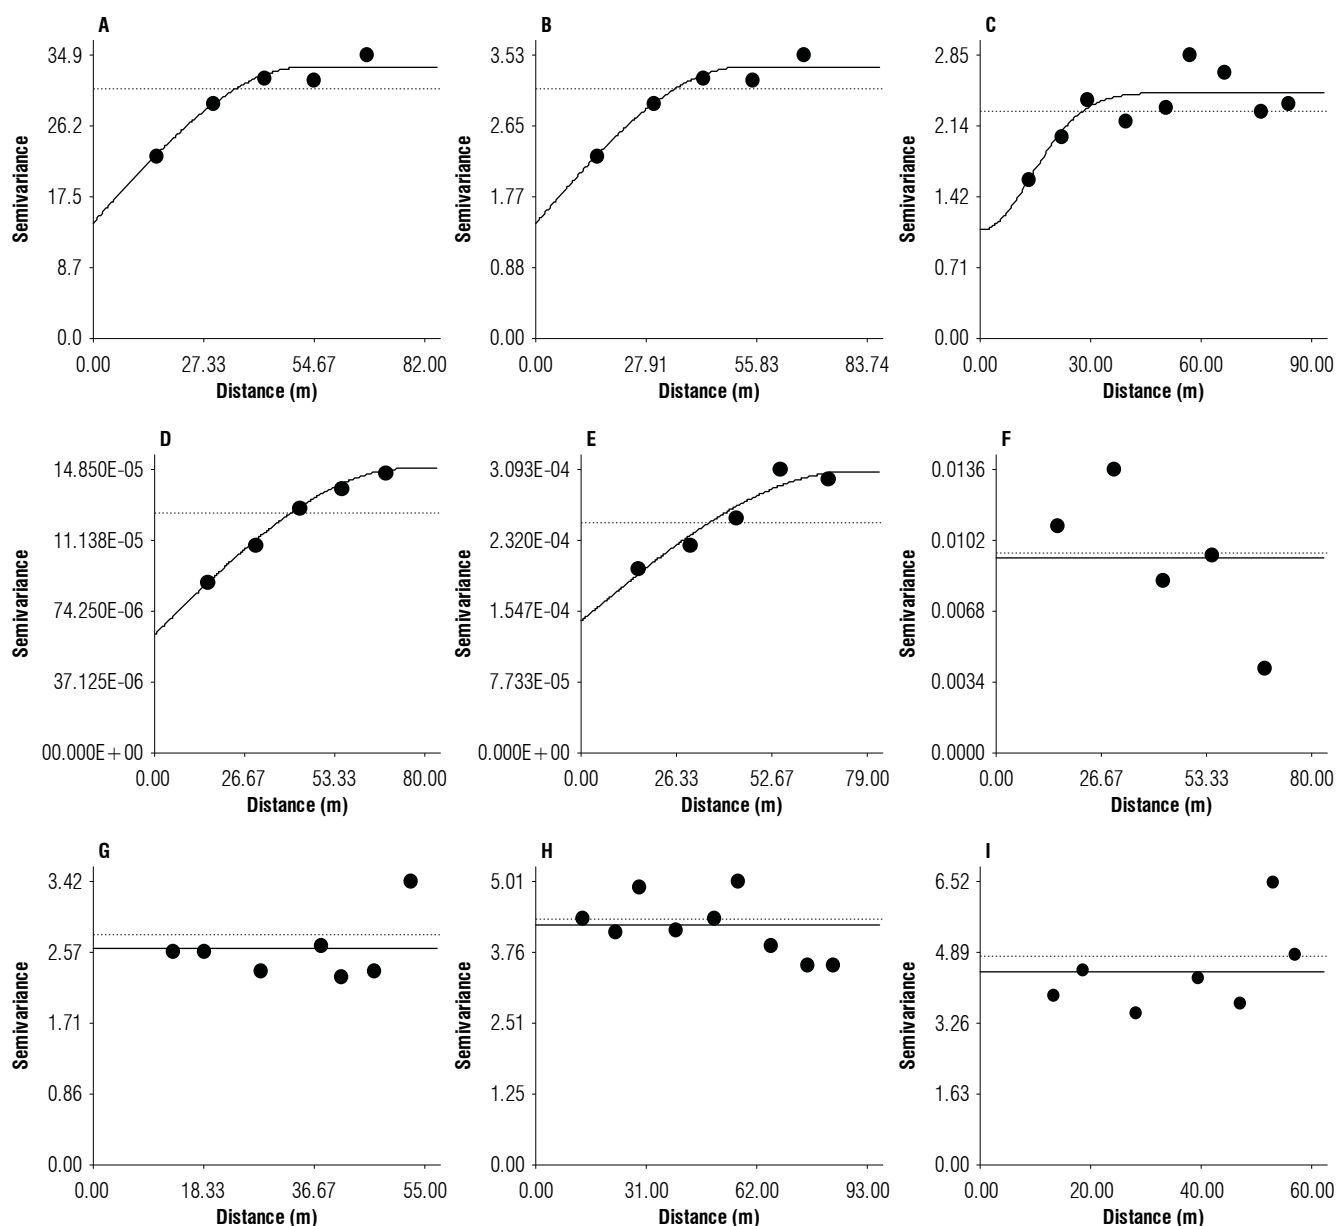 A
34.9
26.2
17.5
8.7
0.0
Semivariance
0.00 27.33 54.67 82.00
Distance (m)
B
3.53
2.65
1.77
0.88
0.00
Semivariance
0.00 27.91 55.83 83.74
Distance (m)
C
2.85
2.14
1.42
0.71
0.00
Semivariance
0.00 30.00 60.00 90.00
Distance (m)
D
14.850E-05
11.138E-05
74.250E-06
37.125E-06
00.000E+00
Semivariance
0.00 26.67 53.33 80.00
Distance (m)
E
3.093E-04
2.320E-04
1.547E-04
7.733E-05
0.000E+00
Semivariance
0.00 26.33 52.67 79.00
Distance (m)
F
0.0136
0.0102
0.0068
0.0034
0.0000
Semivariance
0.00 26.67 53.33 80.00
Distance (m)
G
3.42
2.57
1.71
0.86
0.00
Semivariance
0.00 18.33 36.67 55.00
Distance (m)
H
5.01
3.76
2.51
1.25
0.00
Semivariance
0.00 31.00 62.00 93.00
Distance (m)
I
6.52
4.89
3.26
1.63
0.00
Semivariance
0.00 20.00 40.00 60.00
Distance (m)